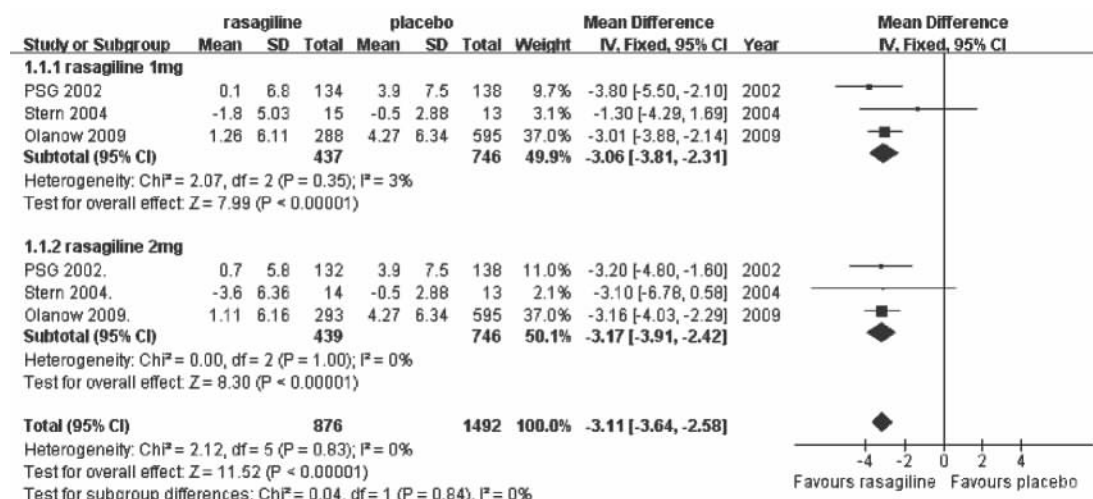 rasagiline placebo Mean Difference Mean Difference
Study or Subgroup Mean SD Total Mean SD Total Weight IV, Fixed, 95% CI Year IV, Fixed, 95% CI
1.1.1 rasagiline 1mg
PSG 2002 0.1 6.8 134 3.9 7.5 138 9.7% -3.80 [-5.50, -2.10] 2002
Stern 2004 -1.8 5.03 15 -0.5 2.88 13 3.1% -1.30 [-4.29, 1.69] 2004
Olanow 2009 1.26 6.11 288 4.27 6.34 595 37.0% -3.01 [-3.88, -2.14] 2009
Subtotal (95% CI) 437 746 49.9% -3.06 [-3.81, -2.31]
Heterogeneity: Chi² = 2.07, df = 2 (P = 0.35); I² = 3%
Test for overall effect: Z = 7.99 (P < 0.00001)
1.1.2 rasagiline 2mg
PSG 2002. 0.7 5.8 132 3.9 7.5 138 11.0% -3.20 [-4.80, -1.60] 2002
Stern 2004. -3.6 6.36 14 -0.5 2.88 13 2.1% -3.10 [-6.78, 0.58] 2004
Olanow 2009. 1.11 6.16 293 4.27 6.34 595 37.0% -3.16 [-4.03, -2.29] 2009
Subtotal (95% CI) 439 746 50.1% -3.17 [-3.91, -2.42]
Heterogeneity: Chi² = 0.00, df = 2 (P = 1.00); I² = 0%
Test for overall effect: Z = 8.30 (P < 0.00001)
Total (95% CI) 876 1492 100.0% -3.11 [-3.64, -2.58]
Heterogeneity: Chi² = 2.12, df = 5 (P = 0.83); I² = 0%
Test for overall effect: Z = 11.52 (P < 0.00001)
Test for subgroup differences: Chi² = 0.04, df = 1 (P = 0.84), I² = 0%
-4 -2 0 2 4
Favours rasagiline Favours placebo